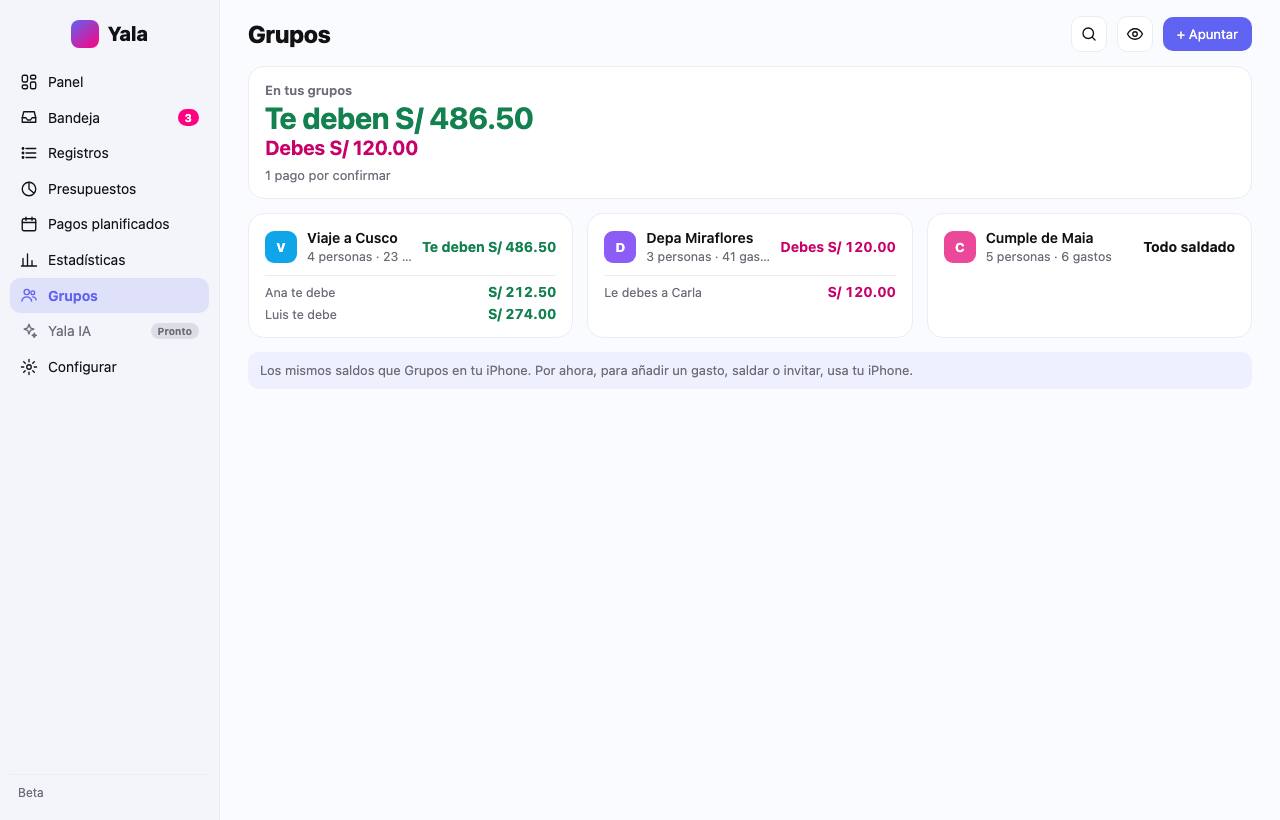 Yala
Panel
Bandeja 3
Registros
Presupuestos
Pagos planificados
Estadísticas
Grupos
Yala IA Pronto
Configurar
Beta
Grupos
+ Apuntar
En tus grupos
Te deben S/ 486.50
Debes S/ 120.00
1 pago por confirmar
V
Viaje a Cusco
4 personas · 23 ...
Te deben S/ 486.50
Ana te debe S/ 212.50
Luis te debe S/ 274.00
D
Depa Miraflores
3 personas · 41 gas...
Debes S/ 120.00
Le debes a Carla S/ 120.00
C
Cumple de Maia
5 personas · 6 gastos
Todo saldado
Los mismos saldos que Grupos en tu iPhone. Por ahora, para añadir un gasto, saldar o invitar, usa tu iPhone.